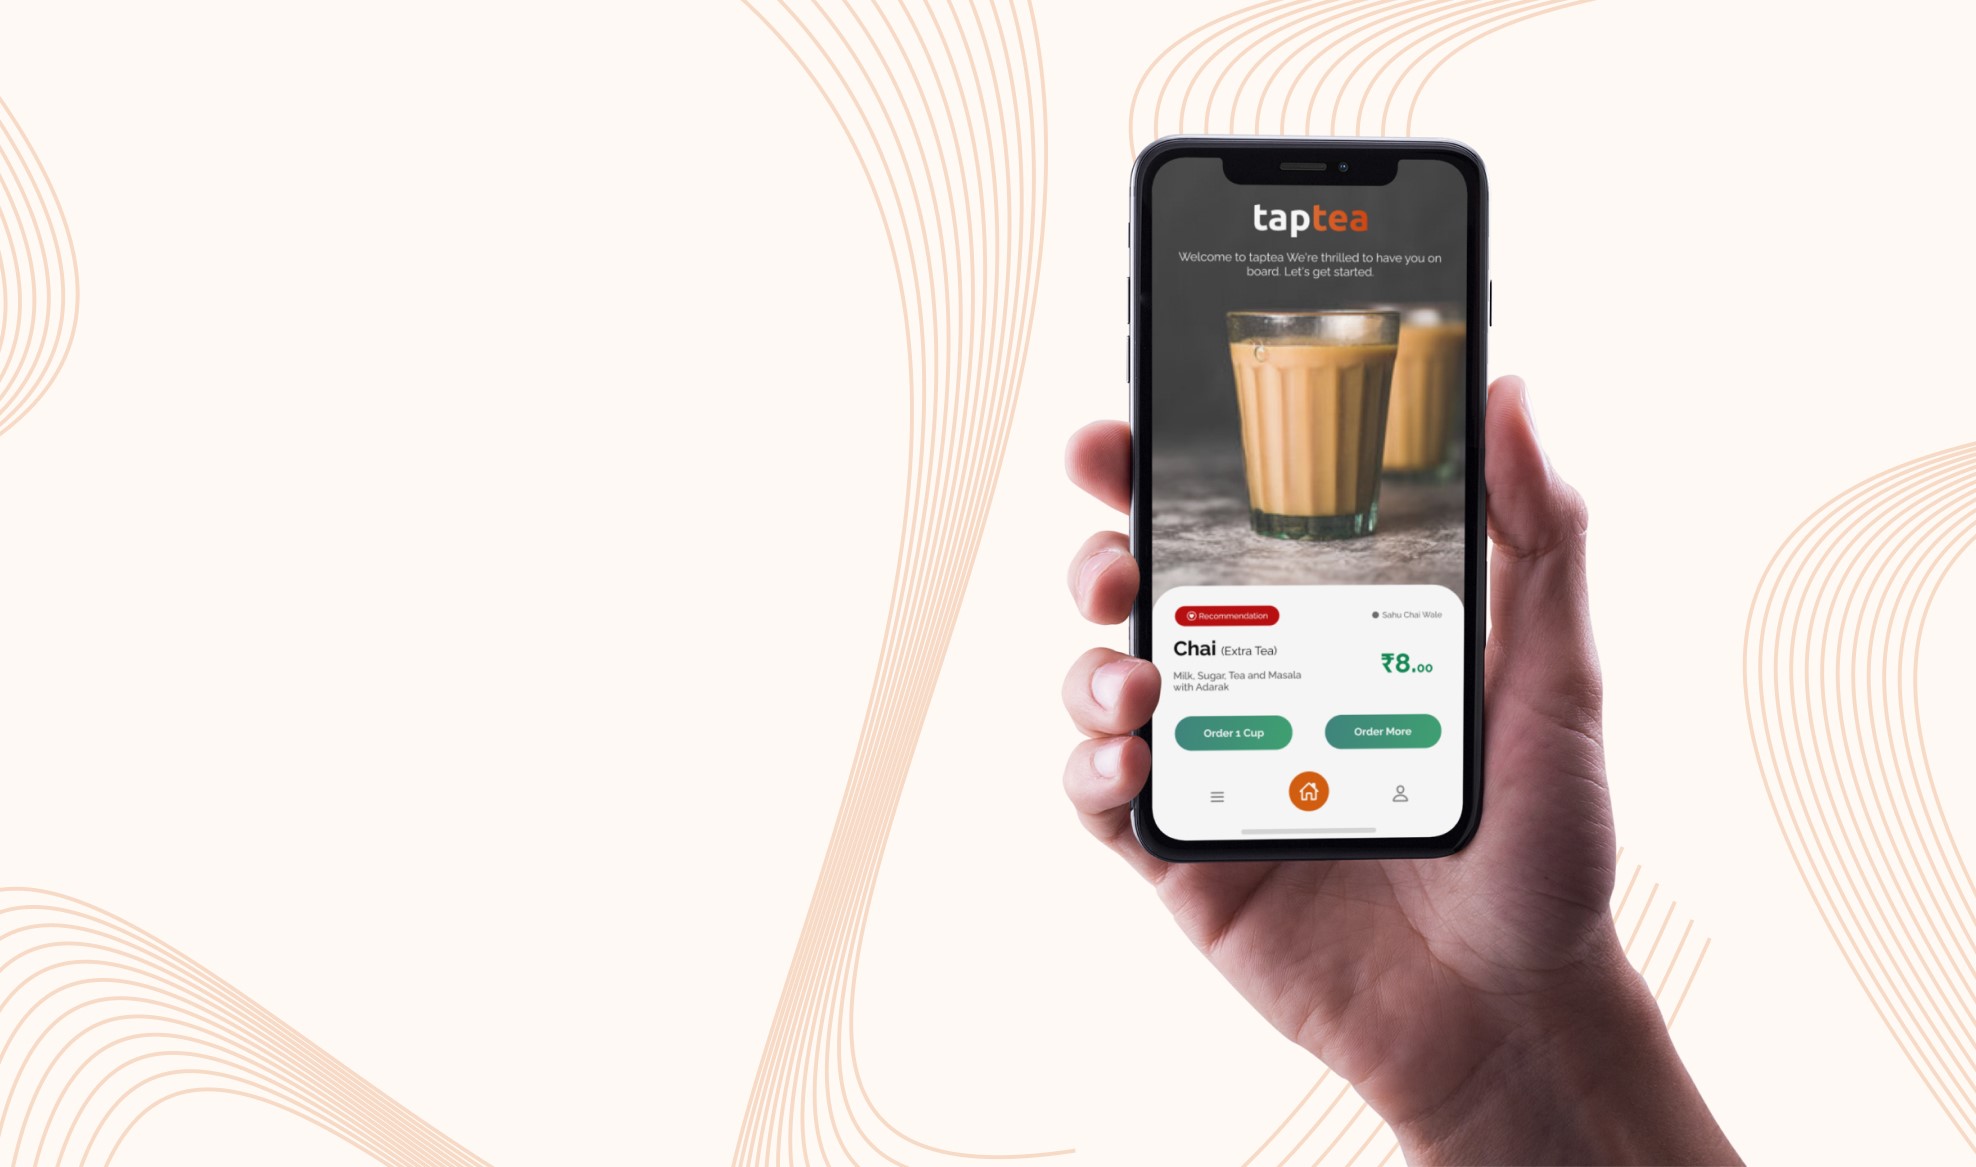 taptea
Welcome to taptea We're thrilled to have you on
board. Let's get started.
Recommendation
Sahu Chai Wale
Chai (Extra Tea)
₹8.00
Milk, Sugar, Tea and Masala
with Adarak
Order 1 Cup
Order More